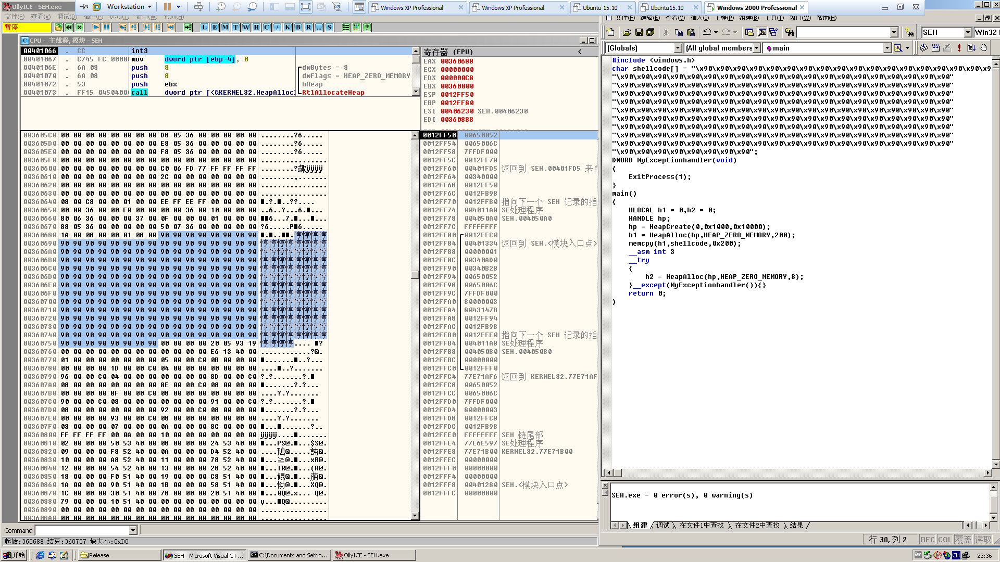 OllyICE - SEH.exe
Windows 2000 Professional
Windows XP Professional
Windows XP Professional
Ubuntu 15.10
Ubuntu15.10
Windows 2000 Professional
文件(F) 查看(V) 调试(D) 插件(P) 选项(T) 窗口(W) 帮助(H)
暂停
L E M T W H C / K B R ... S
CPU - 主线程, 模块 - SEH
00401066 . CC int3
00401067 . C745 FC 0000 mov dword ptr [ebp-4], 0
0040106E . 6A 08 push 8 dwBytes = 8
00401070 . 6A 08 push 8 dwFlags = HEAP_ZERO_MEMORY
00401072 . 53 push ebx hHeap
00401073 . FF15 0450400 call dword ptr [<&KERNEL32.HeapAlloc> RtlAllocateHeap
寄存器 (FPU)
EAX 00360688
ECX 00000000
EDX 000000C8
EBX 00360000
ESP 0012FF50
EBP 0012FF80
ESI 00406230 SEH.00406230
EDI 00360888
003605C0 00 00 00 00 00 00 00 00 D8 05 36 00 00 00 00 00
003605D0 00 00 00 00 00 00 00 00 E8 05 36 00 00 00 00 00
003605E0 00 00 00 00 00 00 00 00 F8 05 36 00 00 00 00 00
003605F0 00 00 00 00 00 00 00 00 00 00 00 00 00 00 00 00
00360600 00 00 00 00 00 00 00 00 C0 06 FD 77 FF FF FF FF
00360610 00 00 00 00 00 00 00 00 2C 00 00 00 00 00 00 00
00360620 00 00 00 00 00 00 00 00 00 00 00 00 00 00 00 00
00360630 00 00 00 00 00 00 00 00 00 00 00 00 00 00 00 00
00360640 08 00 C8 00 00 01 00 00 EE FF EE FF 00 00 00 00
00360650 00 00 36 00 00 F0 00 00 00 00 36 00 10 00 00 00
00360660 80 06 36 00 00 00 37 00 0F 00 00 00 01 00 00 00
00360670 88 05 36 00 00 00 00 00 50 07 36 00 00 00 00 00
00360680 1A 00 08 00 00 01 08 00 90 90 90 90 90 90 90 90
00360690 90 90 90 90 90 90 90 90 90 90 90 90 90 90 90 90
003606A0 90 90 90 90 90 90 90 90 90 90 90 90 90 90 90 90
003606B0 90 90 90 90 90 90 90 90 90 90 90 90 90 90 90 90
003606C0 90 90 90 90 90 90 90 90 90 90 90 90 90 90 90 90
003606D0 90 90 90 90 90 90 90 90 90 90 90 90 90 90 90 90
003606E0 90 90 90 90 90 90 90 90 90 90 90 90 90 90 90 90
003606F0 90 90 90 90 90 90 90 90 90 90 90 90 90 90 90 90
00360700 90 90 90 90 90 90 90 90 90 90 90 90 90 90 90 90
00360710 90 90 90 90 90 90 90 90 90 90 90 90 90 90 90 90
00360720 90 90 90 90 90 90 90 90 90 90 90 90 90 90 90 90
00360730 90 90 90 90 90 90 90 90 90 90 90 90 90 90 90 90
00360740 90 90 90 90 90 90 90 90 90 90 90 90 90 90 90 90
00360750 90 90 90 90 90 90 90 90 00 00 00 00 20 05 93 19
00360760 00 00 00 00 00 00 00 00 00 00 00 00 E6 13 40 00
00360770 01 00 00 00 00 00 00 00 05 00 00 C0 0B 00 00 00
00360780 00 00 00 00 1D 00 00 C0 04 00 00 00 00 00 00 00
00360790 96 00 00 C0 04 00 00 00 00 00 00 00 8D 00 00 C0
003607A0 08 00 00 00 00 00 00 00 8E 00 00 C0 08 00 00 00
003607B0 00 00 00 00 8F 00 00 C0 08 00 00 00 00 00 00 00
003607C0 90 00 00 C0 08 00 00 00 00 00 00 00 91 00 00 C0
003607D0 08 00 00 00 00 00 00 00 92 00 00 C0 08 00 00 00
003607E0 00 00 00 00 93 00 00 C0 08 00 00 00 00 00 00 00
003607F0 03 00 00 00 07 00 00 00 0A 00 00 00 8C 00 00 00
00360800 FF FF FF FF 00 0A 00 00 10 00 00 00 00 00 00 00
00360810 02 00 00 00 50 53 40 00 08 00 00 00 24 53 40 00
00360820 09 00 00 00 F8 52 40 00 0A 00 00 00 D4 52 40 00
00360830 10 00 00 00 A8 52 40 00 11 00 00 00 78 52 40 00
00360840 12 00 00 00 54 52 40 00 13 00 00 00 28 52 40 00
00360850 18 00 00 00 F0 51 40 00 19 00 00 00 C8 51 40 00
00360860 1A 00 00 00 90 51 40 00 1B 00 00 00 58 51 40 00
00360870 1C 00 00 00 30 51 40 00 78 00 00 00 20 51 40 00
00360880 79 00 00 00 10 51 40 00 00 00 00 00 00 00 00 00
00360890 00 00 00 00 00 00 00 00 00 00 00 00 00 00 00 00
003608A0 00 00 00 00 00 00 00 00 00 00 00 00 00 00 00 00
0012FF50 00650052
0012FF54 0065006C
0012FF58 7FFDF000
0012FF5C 0012FF78
0012FF60 00401FD5 返回到 SEH.00401FD5 来自
0012FF64 00340000
0012FF68 0012FF50
0012FF6C 0012FB98
0012FF70 0012FFB0 指向下一个 SEH 记录的指
0012FF74 004011A8 SE处理程序
0012FF78 004050A0 SEH.004050A0
0012FF7C FFFFFFFF
0012FF80 0012FFC0
0012FF84 00401334 返回到 SEH.<模块入口点>
0012FF88 00000001
0012FF8C 00340AD0
0012FF90 00340B28
0012FF94 00650052
0012FF98 0065006C
0012FF9C 7FFDF000
0012FFA0 80000003
0012FFA4 8043147B
0012FFA8 0012FF94
0012FFAC 0012FB98
0012FFB0 0012FFE0 指向下一个 SEH 记录的指
0012FFB4 004011A8 SE处理程序
0012FFB8 004050B0 SEH.004050B0
0012FFBC 00000000
0012FFC0 0012FFF0
0012FFC4 77E71AF6 返回到 KERNEL32.77E71AF
0012FFC8 00650052
0012FFCC 0065006C
0012FFD0 7FFDF000
0012FFD4 80000003
0012FFD8 0012FFC8
0012FFDC 0012FB98
0012FFE0 FFFFFFFF SEH 链尾部
0012FFE4 77E6E597 SE处理程序
0012FFE8 77E71B00 KERNEL32.77E71B00
0012FFEC 00000000
0012FFF0 00000000
0012FFF4 00000000
0012FFF8 00401280 SEH.<模块入口点>
0012FFFC 00000000
Command
起始:360688 结束:360757 块大小:0xD0
文件(F) 编辑(E) 查看(V) 插入(I) 工程(P) 组建(B) 工具(T) 窗口(W) 帮助(H)
SEH Win32
(Globals) (All global members main
#include <windows.h>
char shellcode[] = "\x90\x90\x90\x90\x90\x90\x90\x90\x90\x90\x90\x90\x90\x90\x90\x90\x90\x9
"\x90\x90\x90\x90\x90\x90\x90\x90\x90\x90\x90\x90\x90\x90\x90\x90\x90\x90\x90\x90"
"\x90\x90\x90\x90\x90\x90\x90\x90\x90\x90\x90\x90\x90\x90\x90\x90\x90\x90\x90\x90"
"\x90\x90\x90\x90\x90\x90\x90\x90\x90\x90\x90\x90\x90\x90\x90\x90\x90\x90\x90\x90"
"\x90\x90\x90\x90\x90\x90\x90\x90\x90\x90\x90\x90\x90\x90\x90\x90\x90\x90\x90\x90"
"\x90\x90\x90\x90\x90\x90\x90\x90\x90\x90\x90\x90\x90\x90\x90\x90\x90\x90\x90\x90"
"\x90\x90\x90\x90\x90\x90\x90\x90\x90\x90\x90\x90\x90\x90\x90\x90\x90\x90\x90\x90"
"\x90\x90\x90\x90\x90\x90\x90\x90\x90\x90\x90\x90\x90\x90\x90\x90\x90\x90\x90\x90"
"\x90\x90\x90\x90\x90\x90\x90\x90\x90\x90\x90\x90\x90\x90\x90\x90\x90\x90\x90\x90"
"\x90\x90\x90\x90\x90\x90\x90\x90\x90\x90\x90\x90\x90\x90\x90\x90\x90\x90\x90\x90"
"\x90\x90\x90\x90\x90\x90\x90\x90";
DWORD MyExceptionhandler(void)
{
ExitProcess(1);
}
main()
{
HLOCAL h1 = 0,h2 = 0;
HANDLE hp;
hp = HeapCreate(0,0x1000,0x10000);
h1 = HeapAlloc(hp,HEAP_ZERO_MEMORY,200);
memcpy(h1,shellcode,0x200);
__asm int 3
__try
{
h2 = HeapAlloc(hp,HEAP_ZERO_MEMORY,8);
}__except(MyExceptionhandler()){}
return 0;
}
SEH.exe - 0 error(s), 0 warning(s)
组建 调试 在文件1中查找 在文件2中查找 结果
行 30, 列 2 REC COL 覆盖 读取
开始 Release SEH - Microsoft Visual C+... C:\Documents and Settin... OllyICE - SEH.exe CH 23:36